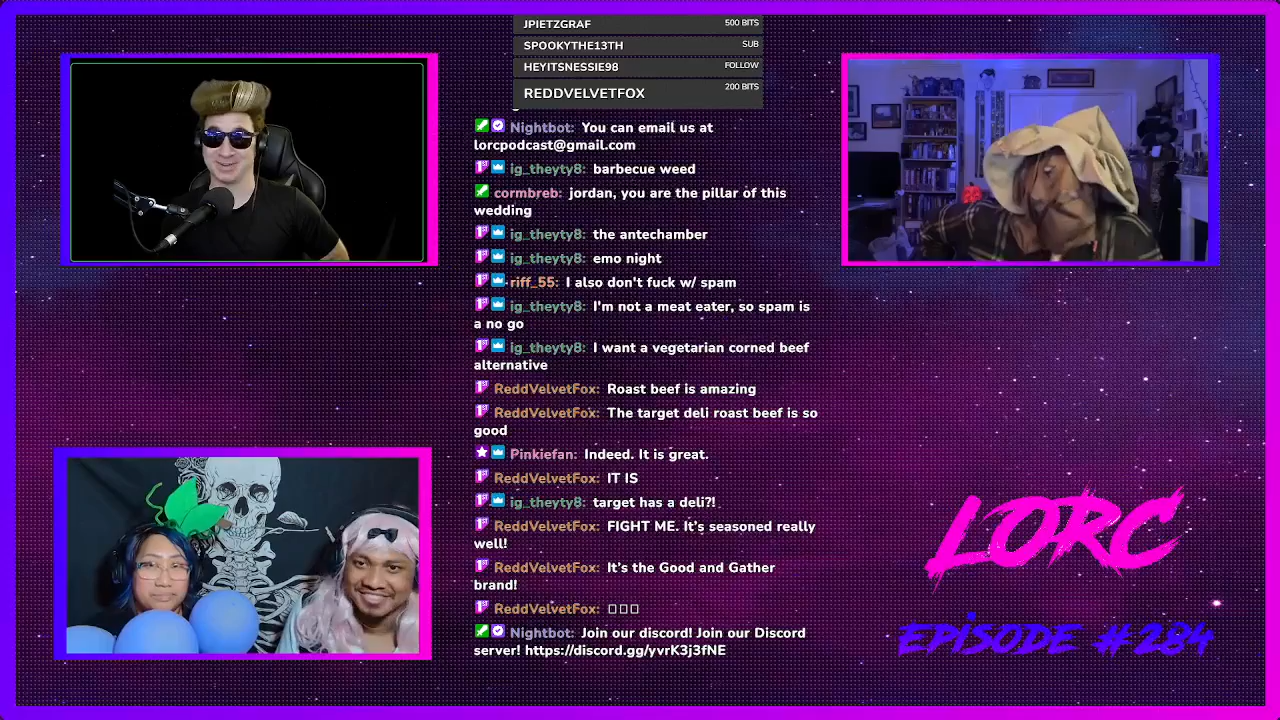 JPIETZGRAF 500 BITS
SPOOKYTHE13TH SUB
HEYITSNESSIE98 FOLLOW
REDDVELVETFOX 200 BITS
Nightbot: You can email us at
lorcpodcast@gmail.com
ig_theyty8: barbecue weed
cormbreb: jordan, you are the pillar of this
wedding
ig_theyty8: the antechamber
ig_theyty8: emo night
riff_55: I also don't fuck w/ spam
ig_theyty8: I'm not a meat eater, so spam is
a no go
ig_theyty8: I want a vegetarian corned beef
alternative
ReddVelvetFox: Roast beef is amazing
ReddVelvetFox: The target deli roast beef is so
good
Pinkiefan: Indeed. It is great.
ReddVelvetFox: IT IS
ig_theyty8: target has a deli?!
ReddVelvetFox: FIGHT ME. It's seasoned really
well!
ReddVelvetFox: It's the Good and Gather
brand!
ReddVelvetFox: 
Nightbot: Join our discord! Join our Discord
server! https://discord.gg/yvrK3j3fNE
LORC
EPISODE #284